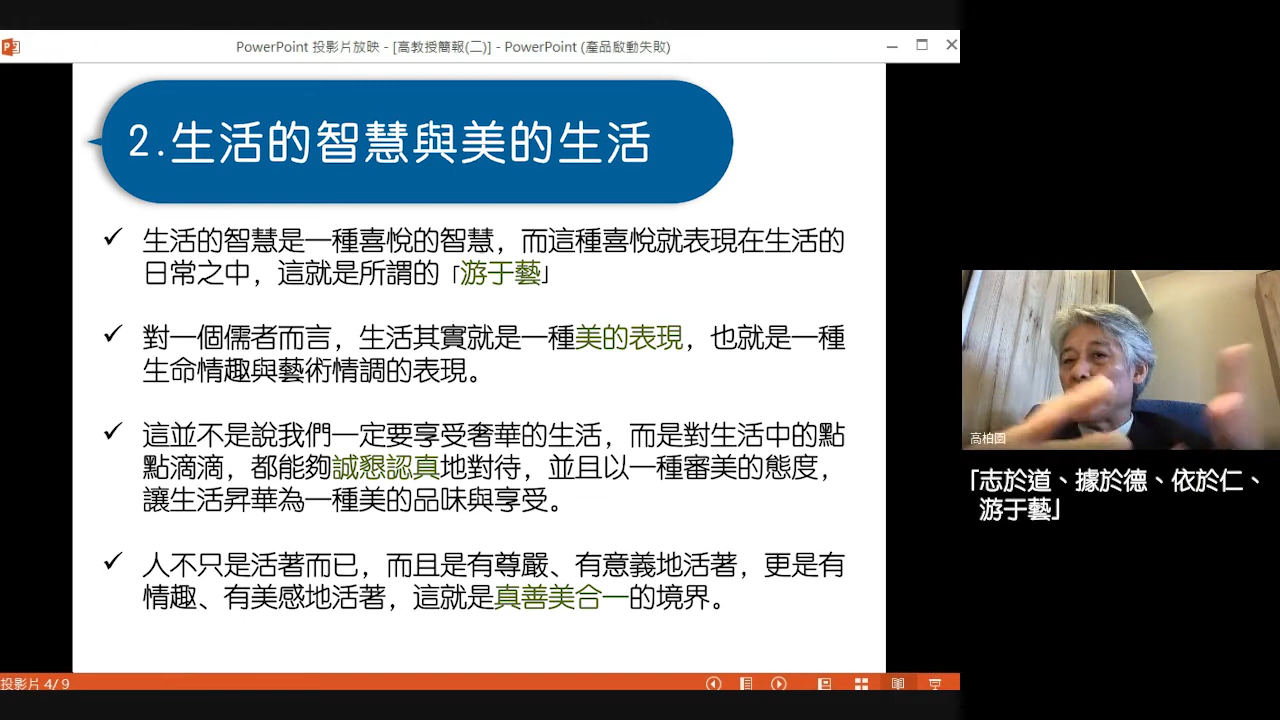 PowerPoint 投影片放映 - [高教授簡報(二)] - PowerPoint (產品啟動失敗)
2.生活的智慧與美的生活
✓ 生活的智慧是一種喜悅的智慧，而這種喜悅就表現在生活的
日常之中，這就是所謂的「游于藝」
✓ 對一個儒者而言，生活其實就是一種美的表現，也就是一種
生命情趣與藝術情調的表現。
✓ 這並不是說我們一定要享受奢華的生活，而是對生活中的點
點滴滴，都能夠誠懇認真地對待，並且以一種審美的態度，
讓生活昇華為一種美的品味與享受。
✓ 人不只是活著而已，而且是有尊嚴、有意義地活著，更是有
情趣、有美感地活著，這就是真善美合一的境界。
高柏園
「志於道、據於德、依於仁、
游于藝」
投影片 4/9